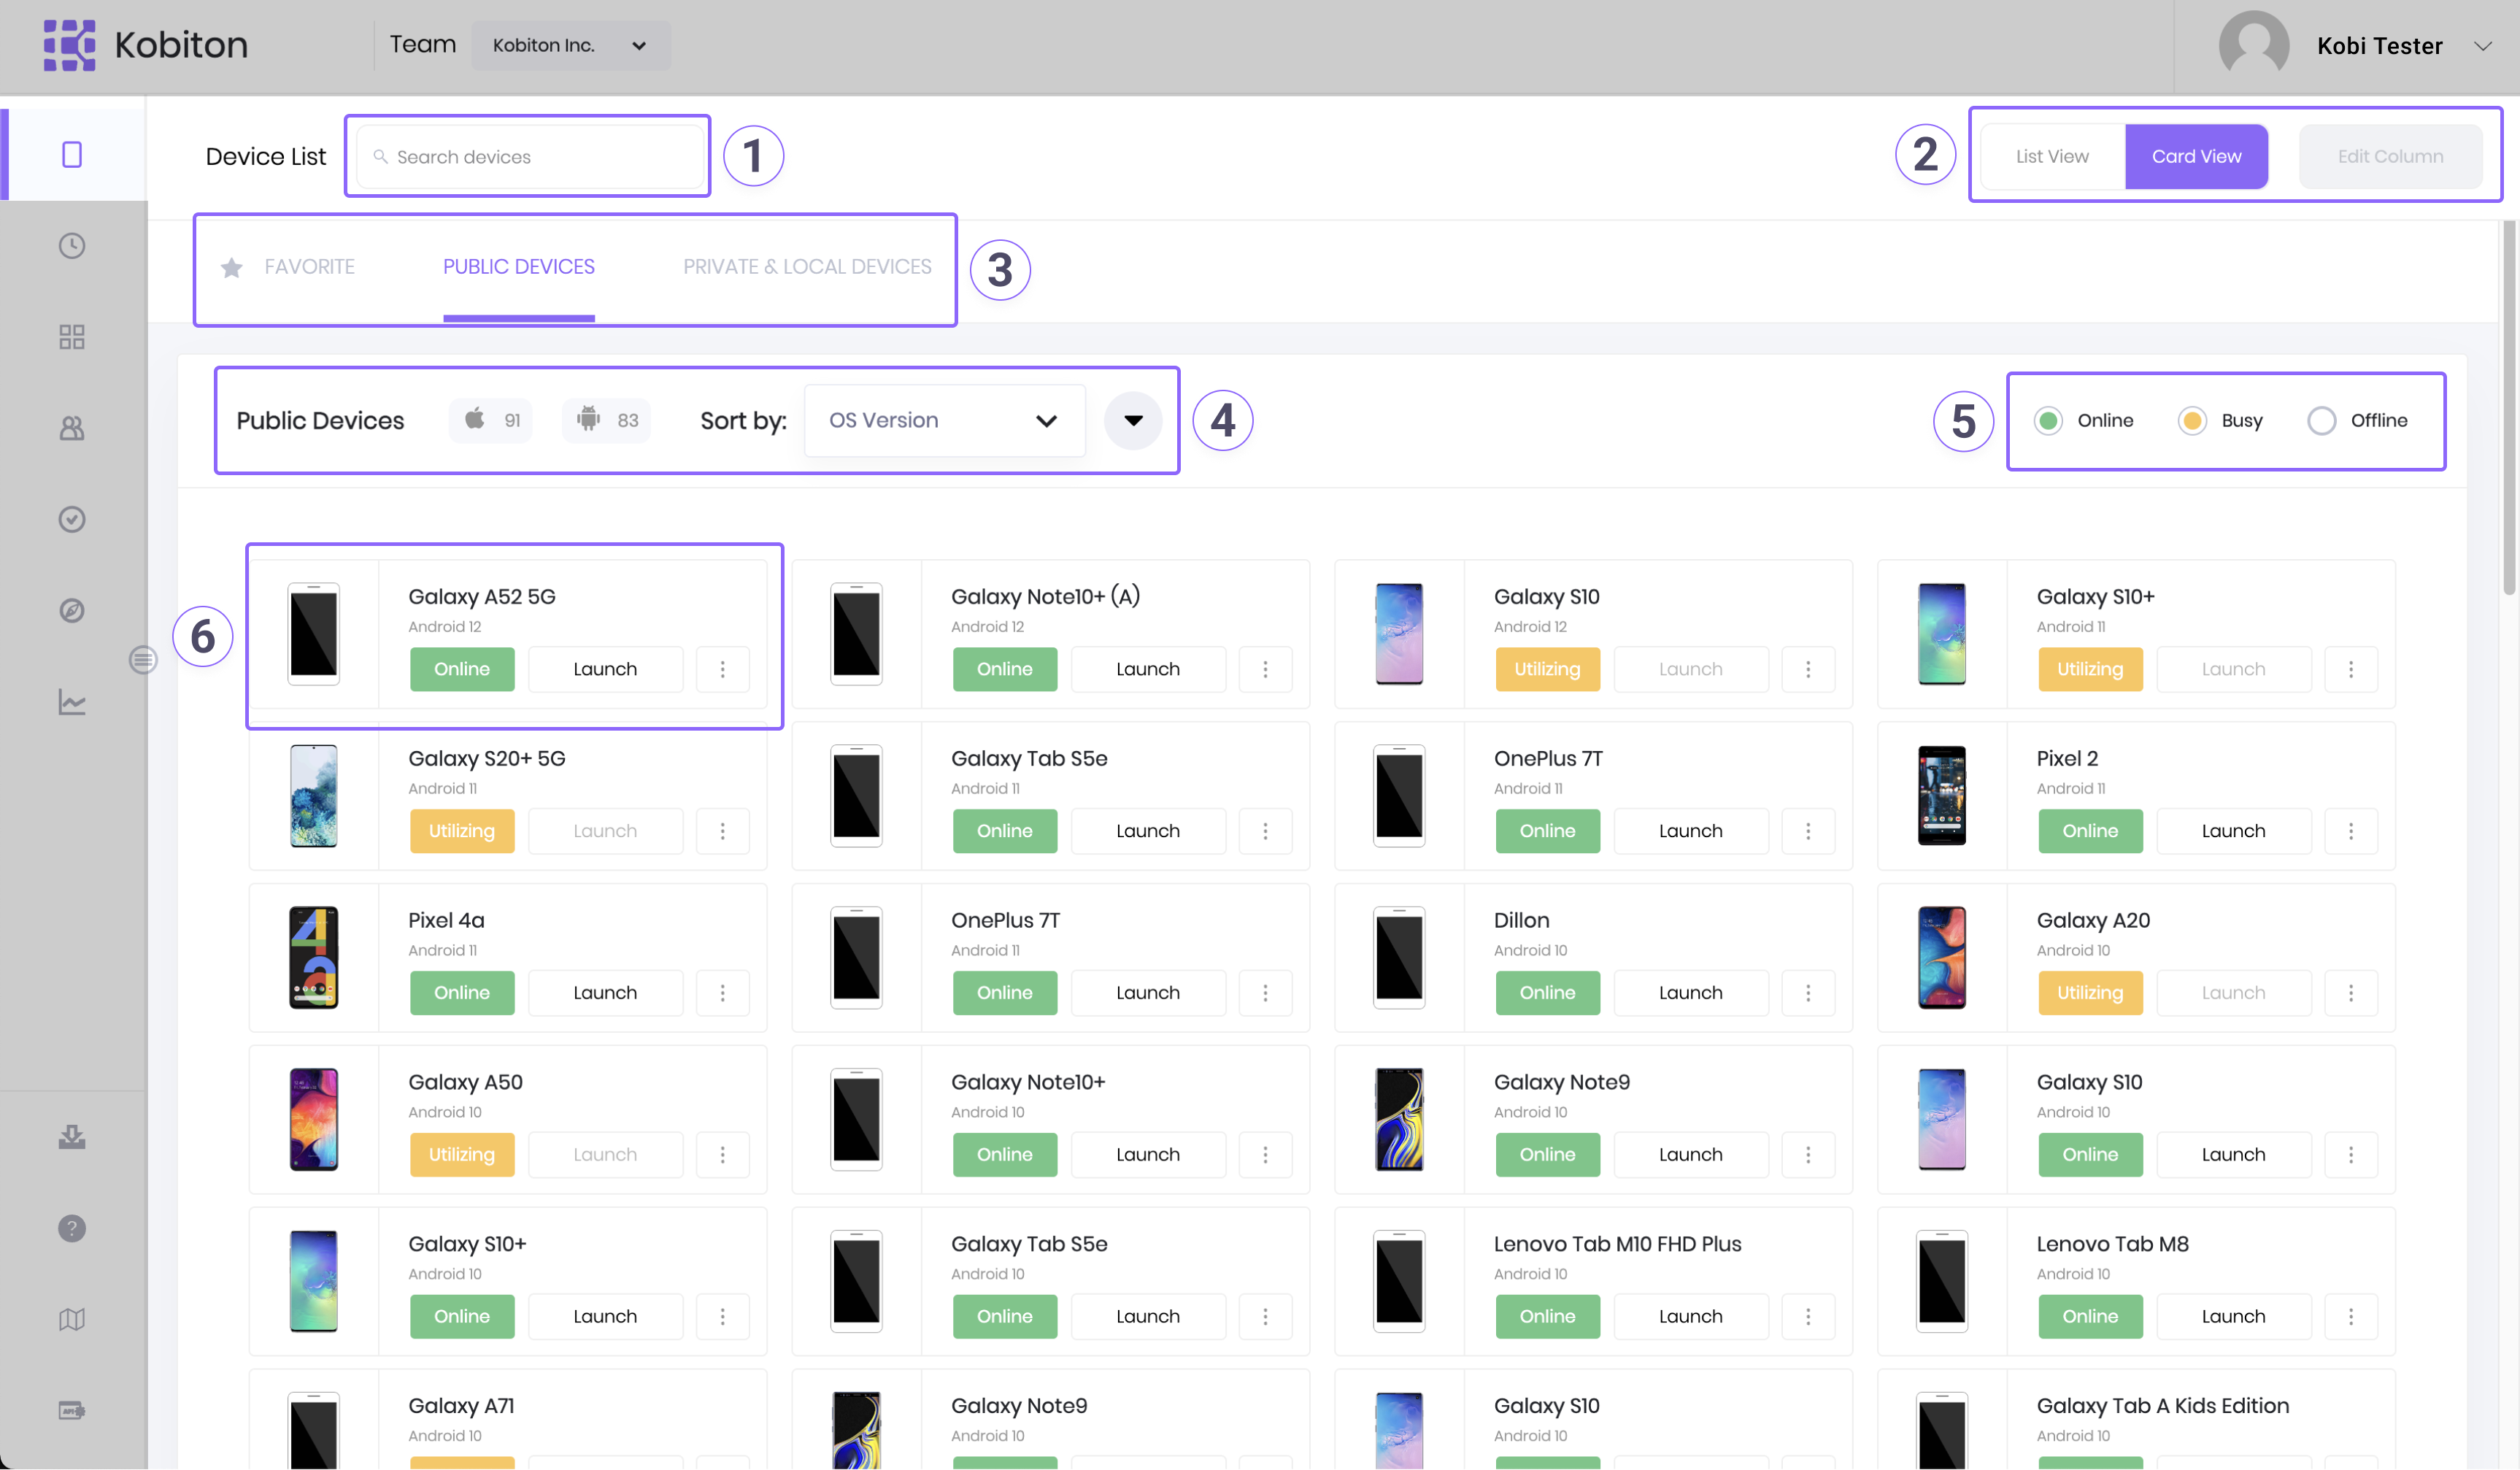 Kobiton
Team
Kobiton Inc.
Kobi Tester
Device List
Search devices
1
2
List View
Card View
Edit Column
FAVORITE
PUBLIC DEVICES
PRIVATE & LOCAL DEVICES
3
Public Devices
91
83
Sort by:
OS Version
4
5
Online
Busy
Offline
6
Galaxy A52 5G
Android 12
Online
Launch
Galaxy Note10+ (A)
Android 12
Online
Launch
Galaxy S10
Android 12
Utilizing
Launch
Galaxy S10+
Android 11
Utilizing
Launch
Galaxy S20+ 5G
Android 11
Utilizing
Launch
Galaxy Tab S5e
Android 11
Online
Launch
OnePlus 7T
Android 11
Online
Launch
Pixel 2
Android 11
Online
Launch
Pixel 4a
Android 11
Online
Launch
OnePlus 7T
Android 11
Online
Launch
Dillon
Android 10
Online
Launch
Galaxy A20
Android 10
Utilizing
Launch
Galaxy A50
Android 10
Utilizing
Launch
Galaxy Note10+
Android 10
Online
Launch
Galaxy Note9
Android 10
Online
Launch
Galaxy S10
Android 10
Online
Launch
Galaxy S10+
Android 10
Online
Launch
Galaxy Tab S5e
Android 10
Online
Launch
Lenovo Tab M10 FHD Plus
Android 10
Online
Launch
Lenovo Tab M8
Android 10
Online
Launch
Galaxy A71
Android 10
Galaxy Note9
Android 10
Galaxy S10
Android 10
Galaxy Tab A Kids Edition
Android 10
API